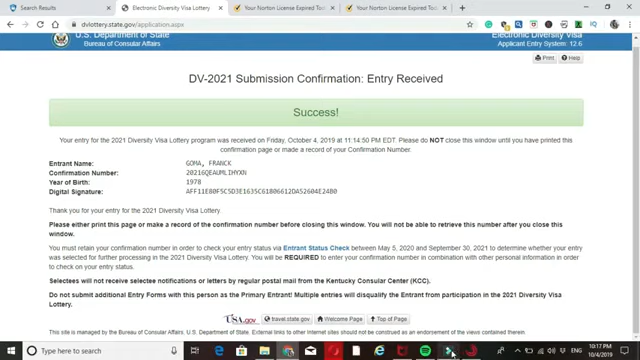 Search Results
Electronic Diversity Visa Lottery
Your Norton License Expired Tod
Your Norton License Expired Tod
dvlottery.state.gov/application.aspx
U.S. Department of State
Bureau of Consular Affairs
Electronic Diversity Visa
Applicant Entry System: 12.6
Print
Help
DV-2021 Submission Confirmation: Entry Received
Success!
Your entry for the 2021 Diversity Visa Lottery program was received on Friday, October 4, 2019 at 11:14:50 PM EDT. Please do NOT close this window until you have printed this
confirmation page or made a record of your Confirmation Number.
Entrant Name: GOMA, FRANCK
Confirmation Number: 20216QEAUMLIHYXN
Year of Birth: 1978
Digital Signature: AFF11E80F5C5D3E1635C61806612DA52604E24B0
Thank you for your entry for the 2021 Diversity Visa Lottery.
Please either print this page or make a record of the confirmation number before closing this window. You will not be able to retrieve this number after you close this
window.
You must retain your confirmation number in order to check your entry status via Entrant Status Check between May 5, 2020 and September 30, 2021 to determine whether your entry
was selected for further processing in the 2021 Diversity Visa Lottery. You will be REQUIRED to enter your confirmation number in combination with other personal information in
order to check on your entry status.
Selectees will not receive selectee notifications or letters by regular postal mail from the Kentucky Consular Center (KCC).
Do not submit additional Entry Forms with this person as the Primary Entrant! Multiple entries will disqualify the Entrant from participation in the 2021 Diversity Visa
Lottery.
USA.gov
travel.state.gov
Welcome Page
Top of Page
This site is managed by the Bureau of Consular Affairs, U.S. Department of State. External links to other Internet sites should not be construed as an endorsement of the views contained therein.
Type here to search
10:17 PM
10/4/2019